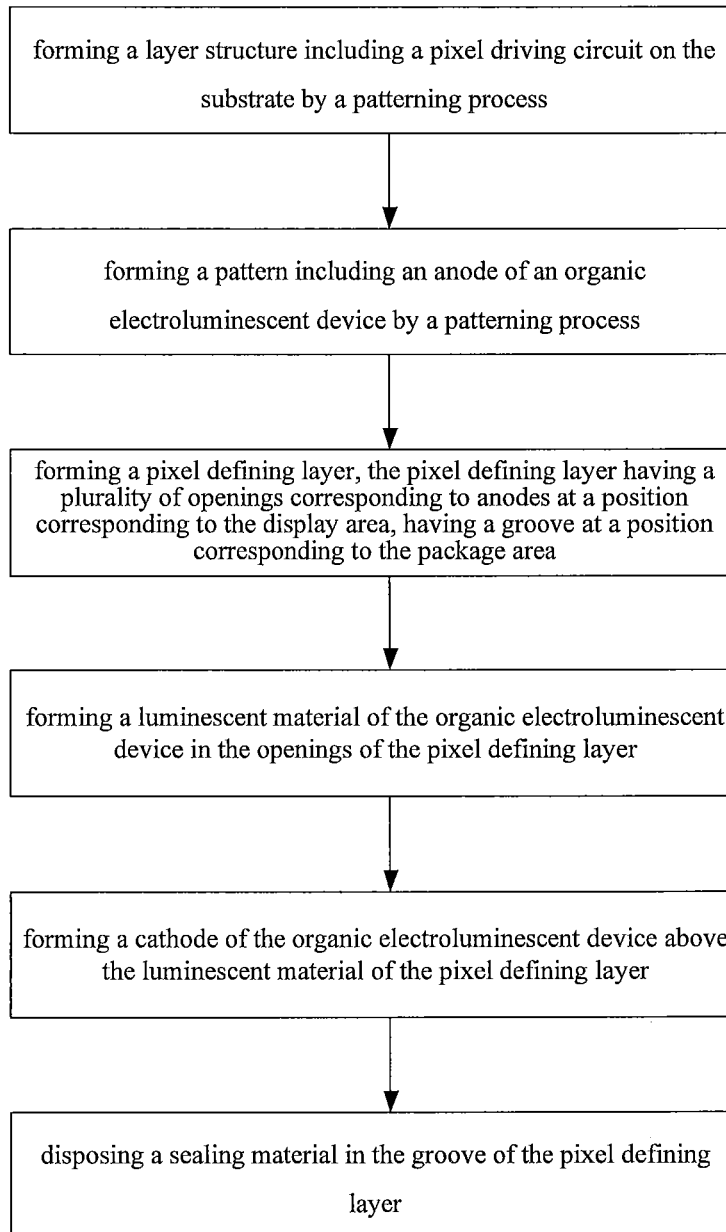 forming a layer structure including a pixel driving circuit on the
substrate by a patterning process
forming a pattern including an anode of an organic
electroluminescent device by a patterning process
forming a pixel defining layer, the pixel defining layer having a
plurality of openings corresponding to anodes at a position
corresponding to the display area, having a groove at a position
corresponding to the package area
forming a luminescent material of the organic electroluminescent
device in the openings of the pixel defining layer
forming a cathode of the organic electroluminescent device above
the luminescent material of the pixel defining layer
disposing a sealing material in the groove of the pixel defining
layer